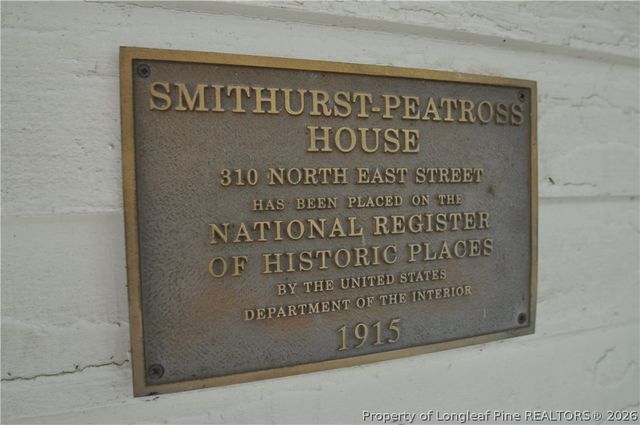 SMITHURST-PEATROSS
HOUSE
310 NORTH EAST STREET
HAS BEEN PLACED ON THE
NATIONAL REGISTER
OF HISTORIC PLACES
BY THE UNITED STATES
DEPARTMENT OF THE INTERIOR
1915
Property of Longleaf Pine REALTORS® 2026